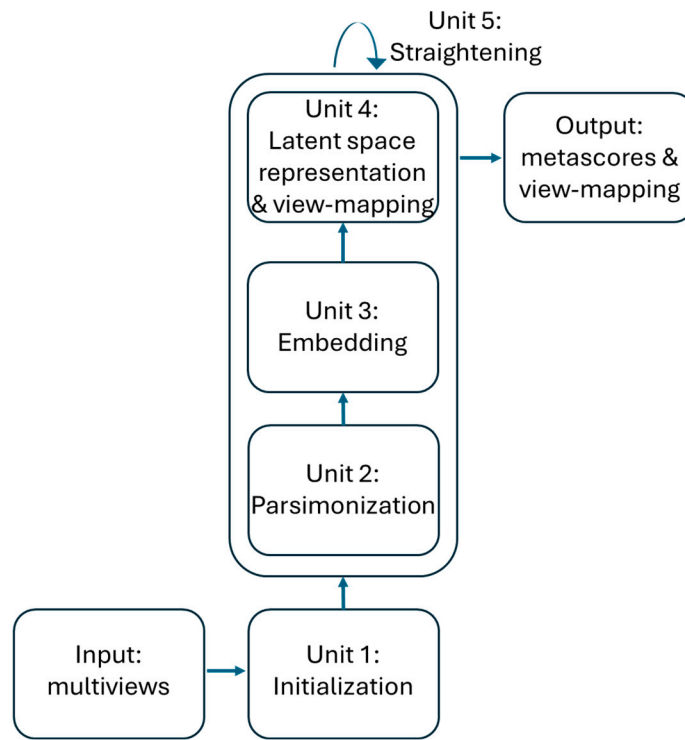 Unit 5:
Straightening
Unit 4:
Latent space
representation
& view-mapping
Output:
metascores &
view-mapping
Unit 3:
Embedding
Unit 2:
Parsimonization
Input:
multiviews
Unit 1:
Initialization